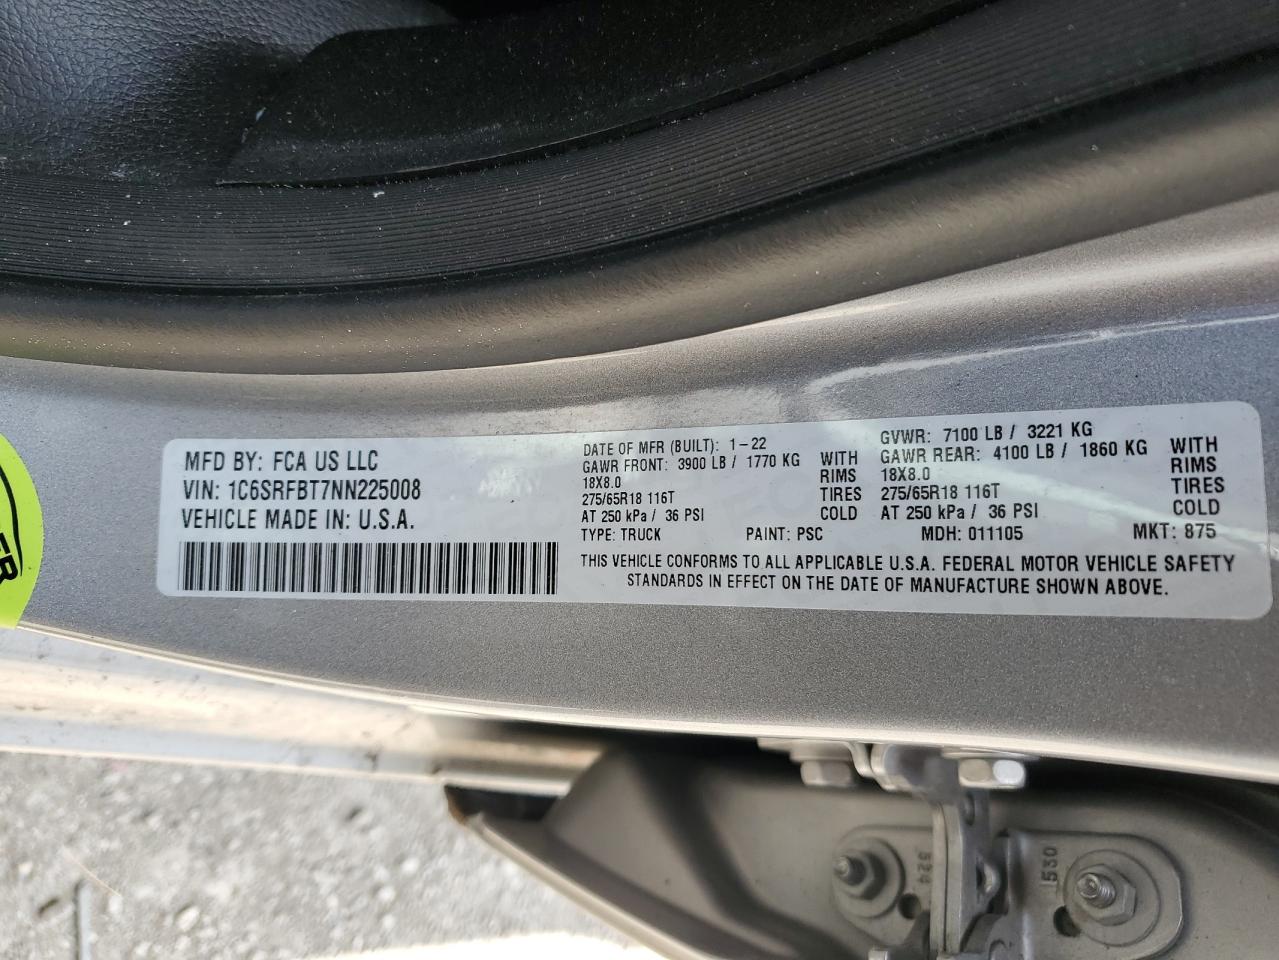 MFD BY: FCA US LLC
VIN: 1C6SRFBT7NN225008
VEHICLE MADE IN: U.S.A.
DATE OF MFR (BUILT): 1-22
GAWR FRONT: 3900 LB / 1770 KG WITH
18X8.0 RIMS
275/65R18 116T TIRES
AT 250 kPa / 36 PSI COLD
GVWR: 7100 LB / 3221 KG
GAWR REAR: 4100 LB / 1860 KG WITH
18X8.0 RIMS
275/65R18 116T TIRES
AT 250 kPa / 36 PSI COLD
TYPE: TRUCK PAINT: PSC MDH: 011105 MKT: 875
THIS VEHICLE CONFORMS TO ALL APPLICABLE U.S.A. FEDERAL MOTOR VEHICLE SAFETY
STANDARDS IN EFFECT ON THE DATE OF MANUFACTURE SHOWN ABOVE.
524
530